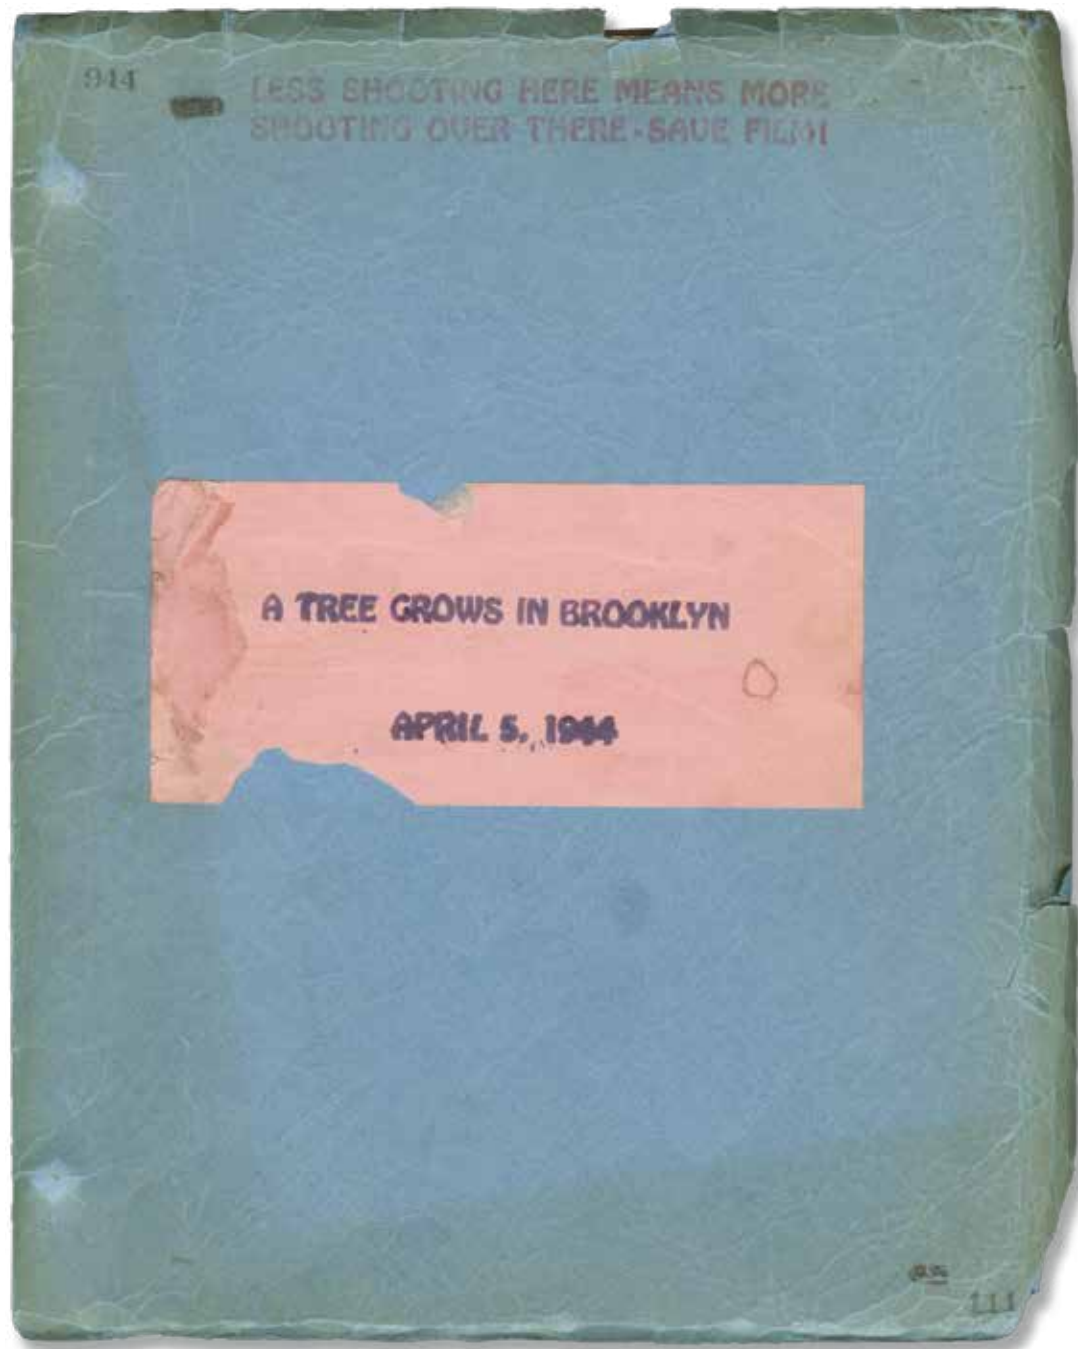 944
LESS SHOOTING HERE MEANS MORE
SHOOTING OVER THERE-SAVE FILM!
A TREE GROWS IN BROOKLYN
APRIL 5, 1944
111